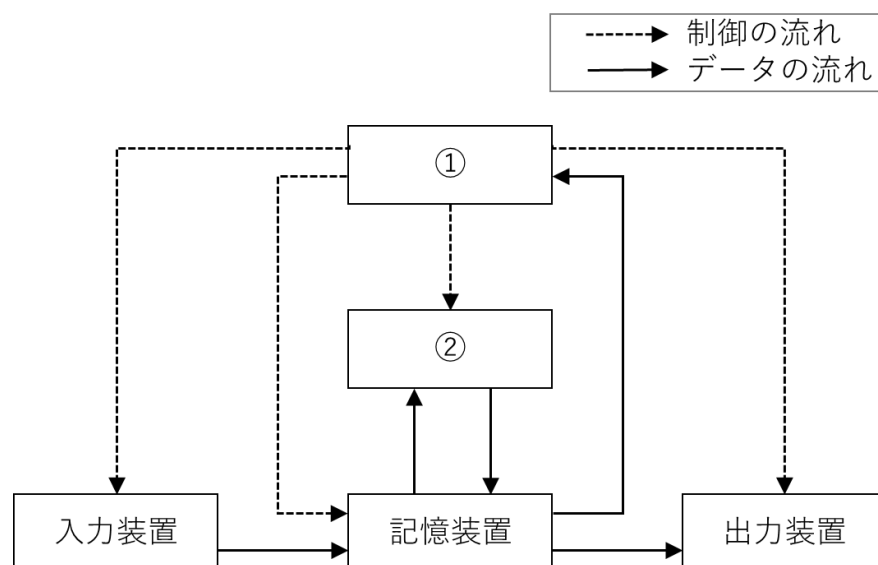 制御の流れ
データの流れ
①
②
入力装置
記憶装置
出力装置